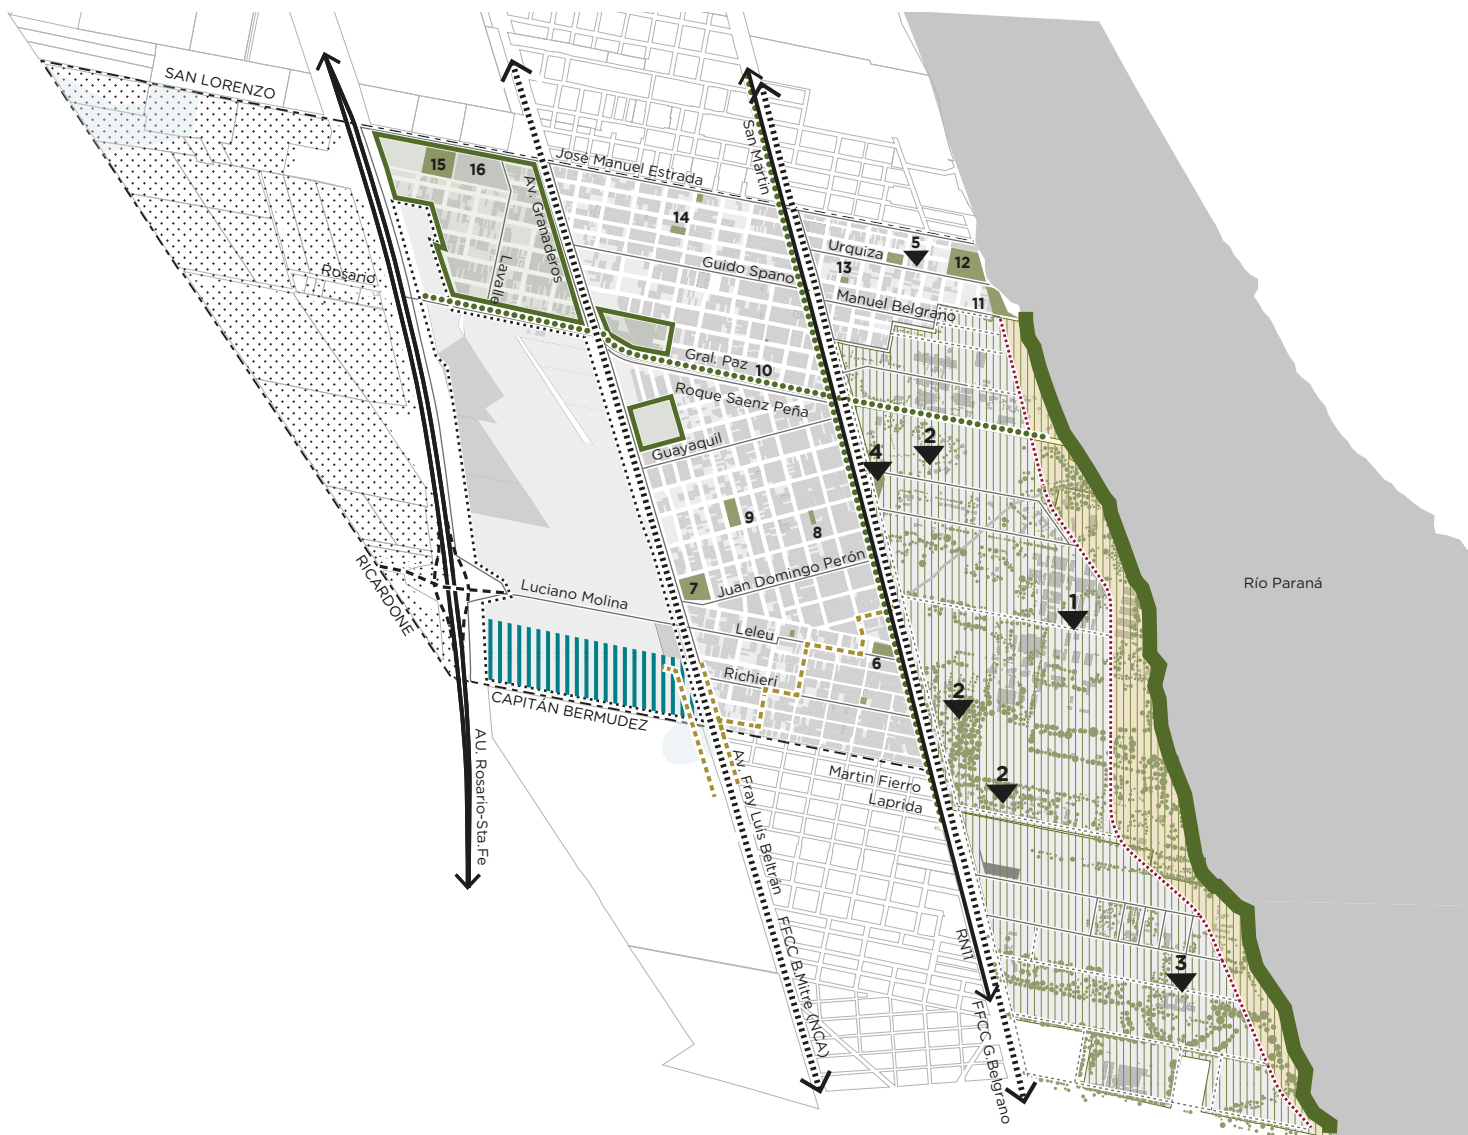 SAN LORENZO
San Martin
José Manuel Estrada
15
16
Av. Granaderos
14
Urquiza
5
12
Rosario
Lavalle
Guido Spano
13
Manuel Belgrano
11
Gral. Paz
10
Roque Saenz Peña
Guayaquil
2
4
9
8
Río Paraná
RICARDONE
Luciano Molina
7
Juan Domingo Perón
1
Leleu
6
Richieri
2
CAPITÁN BERMUDEZ
AU. Rosario-Sta.Fe
Av. Fray Luis Beltrán
Martin Fierro
Laprida
2
RN11
FFCC B.Mitre (NCA)
3
FFCC G.Belgrano